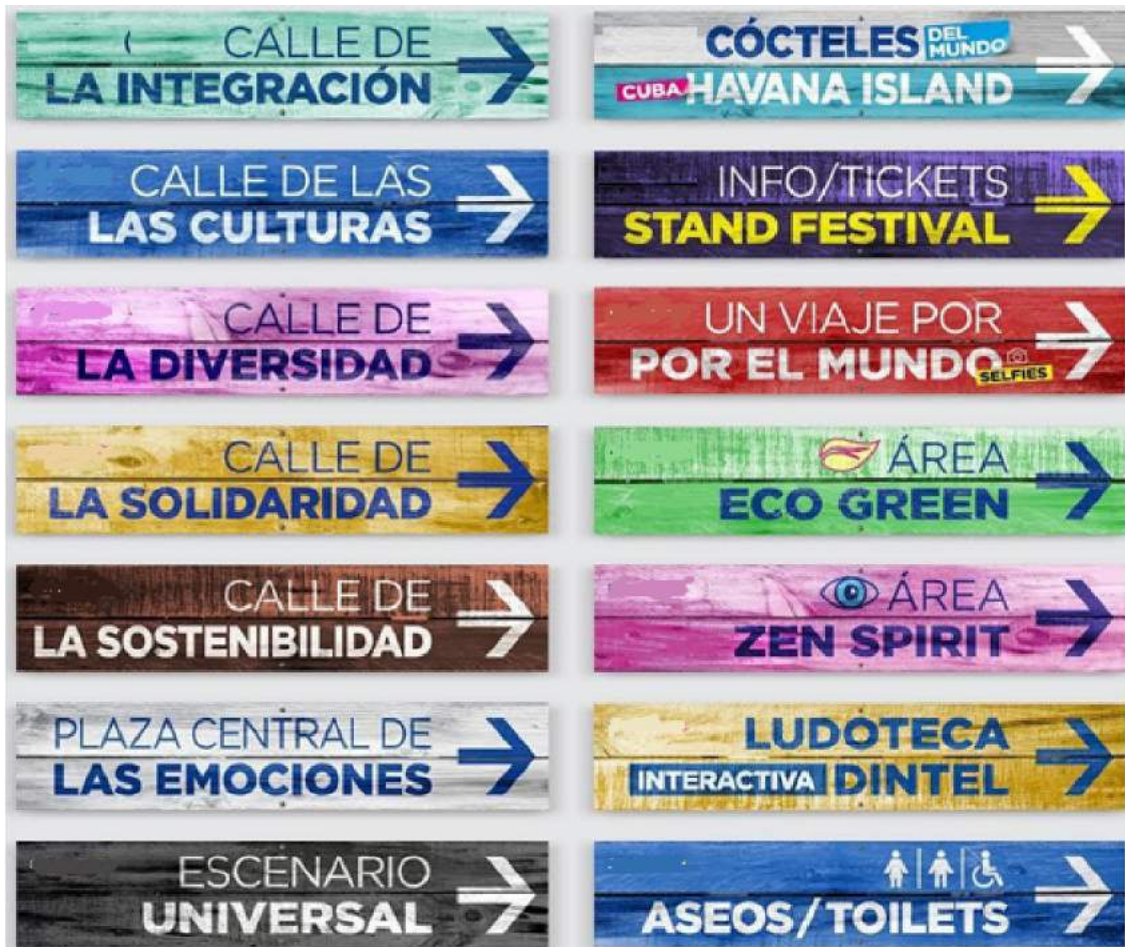 CALLE DE
LA INTEGRACIÓN
CALLE DE LAS
LAS CULTURAS
CALLE DE
LA DIVERSIDAD
CALLE DE
LA SOLIDARIDAD
CALLE DE
LA SOSTENIBILIDAD
PLAZA CENTRAL DE
LAS EMOCIONES
ESCENARIO
UNIVERSAL
CÓCTELES DEL MUNDO
CUBA HAVANA ISLAND
INFO/TICKETS
STAND FESTIVAL
UN VIAJE POR
POR EL MUNDO SELFIES
ÁREA
ECO GREEN
ÁREA
ZEN SPIRIT
LUDOTECA
INTERACTIVA DINTEL
ASEOS/TOILETS